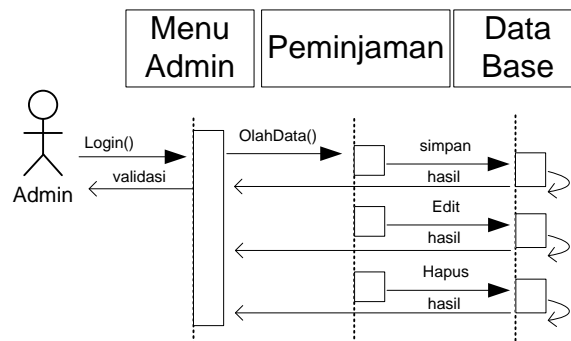 Menu
Admin
Peminjaman
Data
Base
Login()
OlahData()
simpan
validasi
hasil
Admin
Edit
hasil
Hapus
hasil